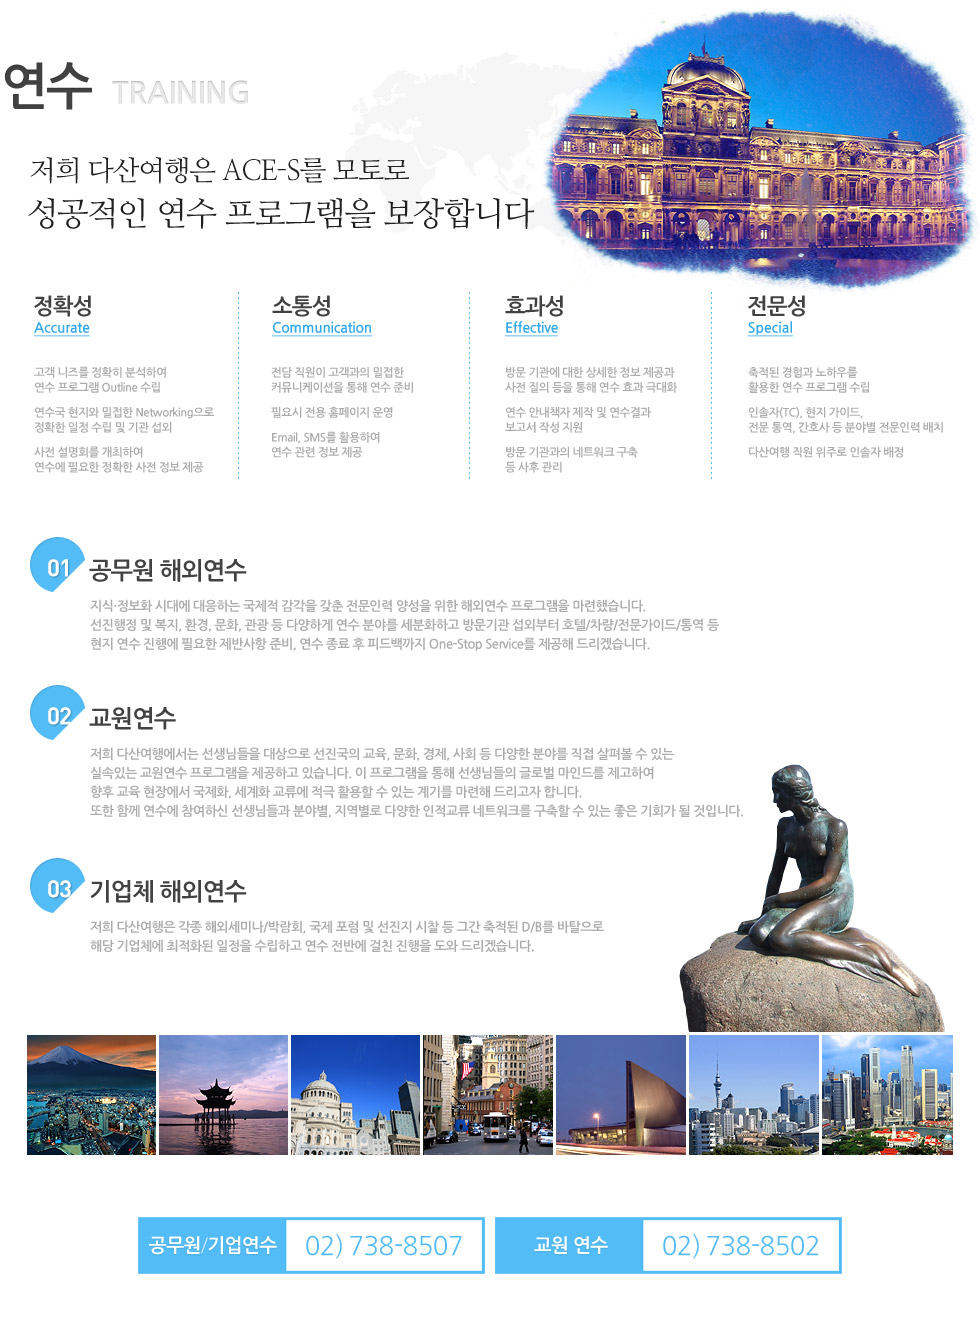 연수 TRAINING
저희 다산여행은 ACE-S를 모토로
성공적인 연수 프로그램을 보장합니다
정확성
Accurate
고객 니즈를 정확히 분석하여
연수 프로그램 Outline 수립
연수국 현지와 밀접한 Networking으로
정확한 일정 수립 및 기관 섭외
사전 설명회를 개최하여
연수에 필요한 정확한 사전 정보 제공
소통성
Communication
전담 직원이 고객과의 밀접한
커뮤니케이션을 통해 연수 준비
필요시 전용 홈페이지 운영
Email, SMS를 활용하여
연수 관련 정보 제공
효과성
Effective
방문 기관에 대한 상세한 정보 제공과
사전 질의 등을 통해 연수 효과 극대화
연수 안내책자 제작 및 연수결과
보고서 작성 지원
방문 기관과의 네트워크 구축
등 사후 관리
전문성
Special
축적된 경험과 노하우를
활용한 연수 프로그램 수립
인솔자(TC), 현지 가이드,
전문 통역, 간호사 등 분야별 전문인력 배치
다산여행 직원 위주로 인솔자 배정
01 공무원 해외연수
지식·정보화 시대에 대응하는 국제적 감각을 갖춘 전문인력 양성을 위한 해외연수 프로그램을 마련했습니다.
선진행정 및 복지, 환경, 문화, 관광 등 다양하게 연수 분야를 세분화하고 방문기관 섭외부터 호텔/차량/전문가이드/통역 등
현지 연수 진행에 필요한 제반사항 준비, 연수 종료 후 피드백까지 One-Stop Service를 제공해 드리겠습니다.
02 교원연수
저희 다산여행에서는 선생님들을 대상으로 선진국의 교육, 문화, 경제, 사회 등 다양한 분야를 직접 살펴볼 수 있는
실속있는 교원연수 프로그램을 제공하고 있습니다. 이 프로그램을 통해 선생님들의 글로벌 마인드를 제고하여
향후 교육 현장에서 국제화, 세계화 교류에 적극 활용할 수 있는 계기를 마련해 드리고자 합니다.
또한 함께 연수에 참여하신 선생님들과 분야별, 지역별로 다양한 인적교류 네트워크를 구축할 수 있는 좋은 기회가 될 것입니다.
03 기업체 해외연수
저희 다산여행은 각종 해외세미나/박람회, 국제 포럼 및 선진지 시찰 등 그간 축적된 D/B를 바탕으로
해당 기업체에 최적화된 일정을 수립하고 연수 전반에 걸친 진행을 도와 드리겠습니다.
공무원/기업연수 02) 738-8507
교원 연수 02) 738-8502